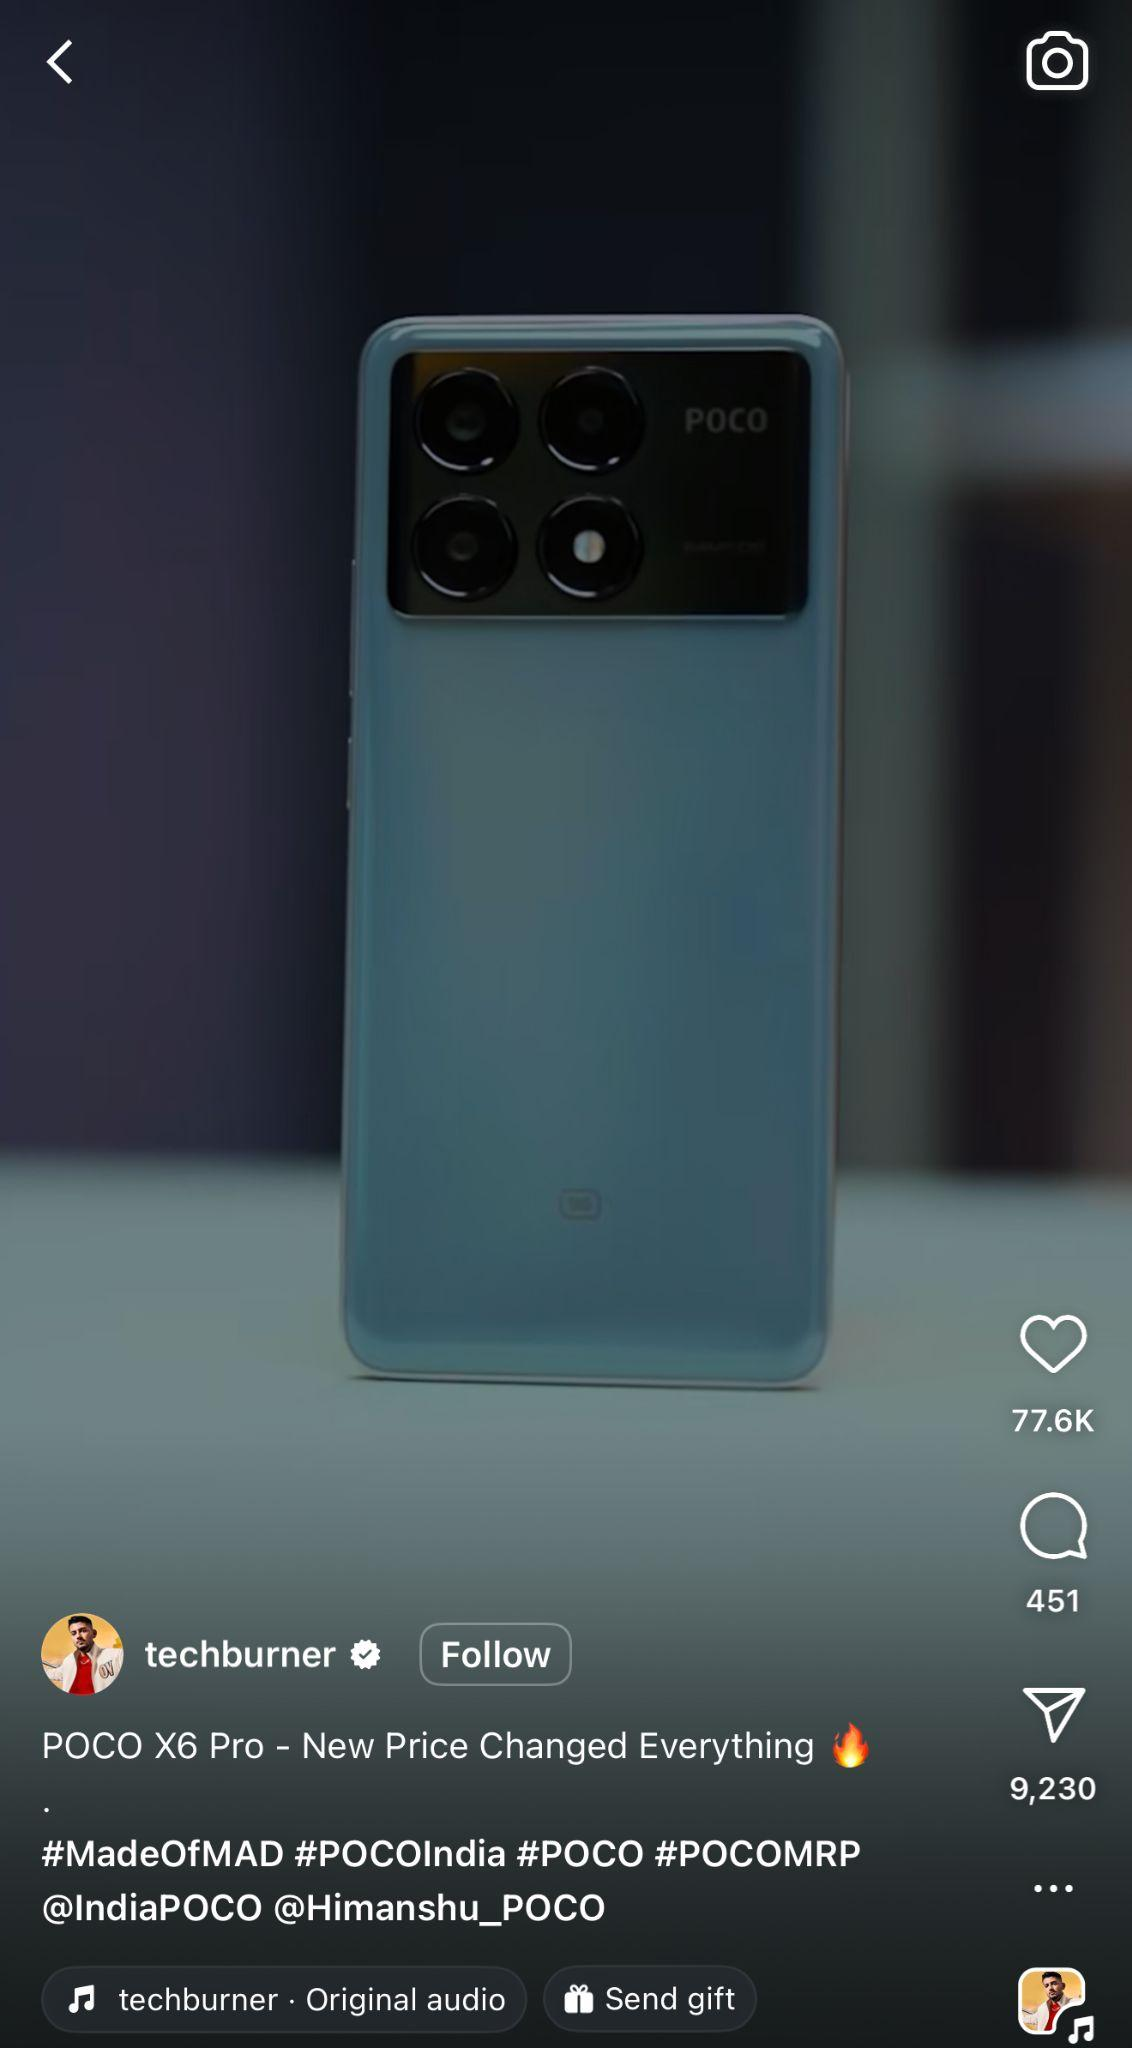 POCO
77.6K
451
techburner
Follow
POCO X6 Pro - New Price Changed Everything 🔥
9,230
.
#MadeOfMAD #POCOIndia #POCO #POCOMRP
@IndiaPOCO @Himanshu_POCO
techburner · Original audio
Send gift